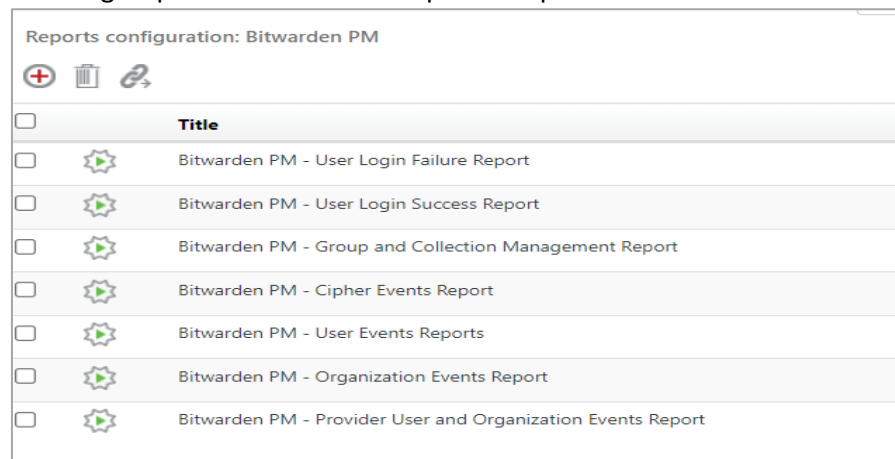 Reports configuration: Bitwarden PM
Title
Bitwarden PM - User Login Failure Report
Bitwarden PM - User Login Success Report
Bitwarden PM - Group and Collection Management Report
Bitwarden PM - Cipher Events Report
Bitwarden PM - User Events Reports
Bitwarden PM - Organization Events Report
Bitwarden PM - Provider User and Organization Events Report